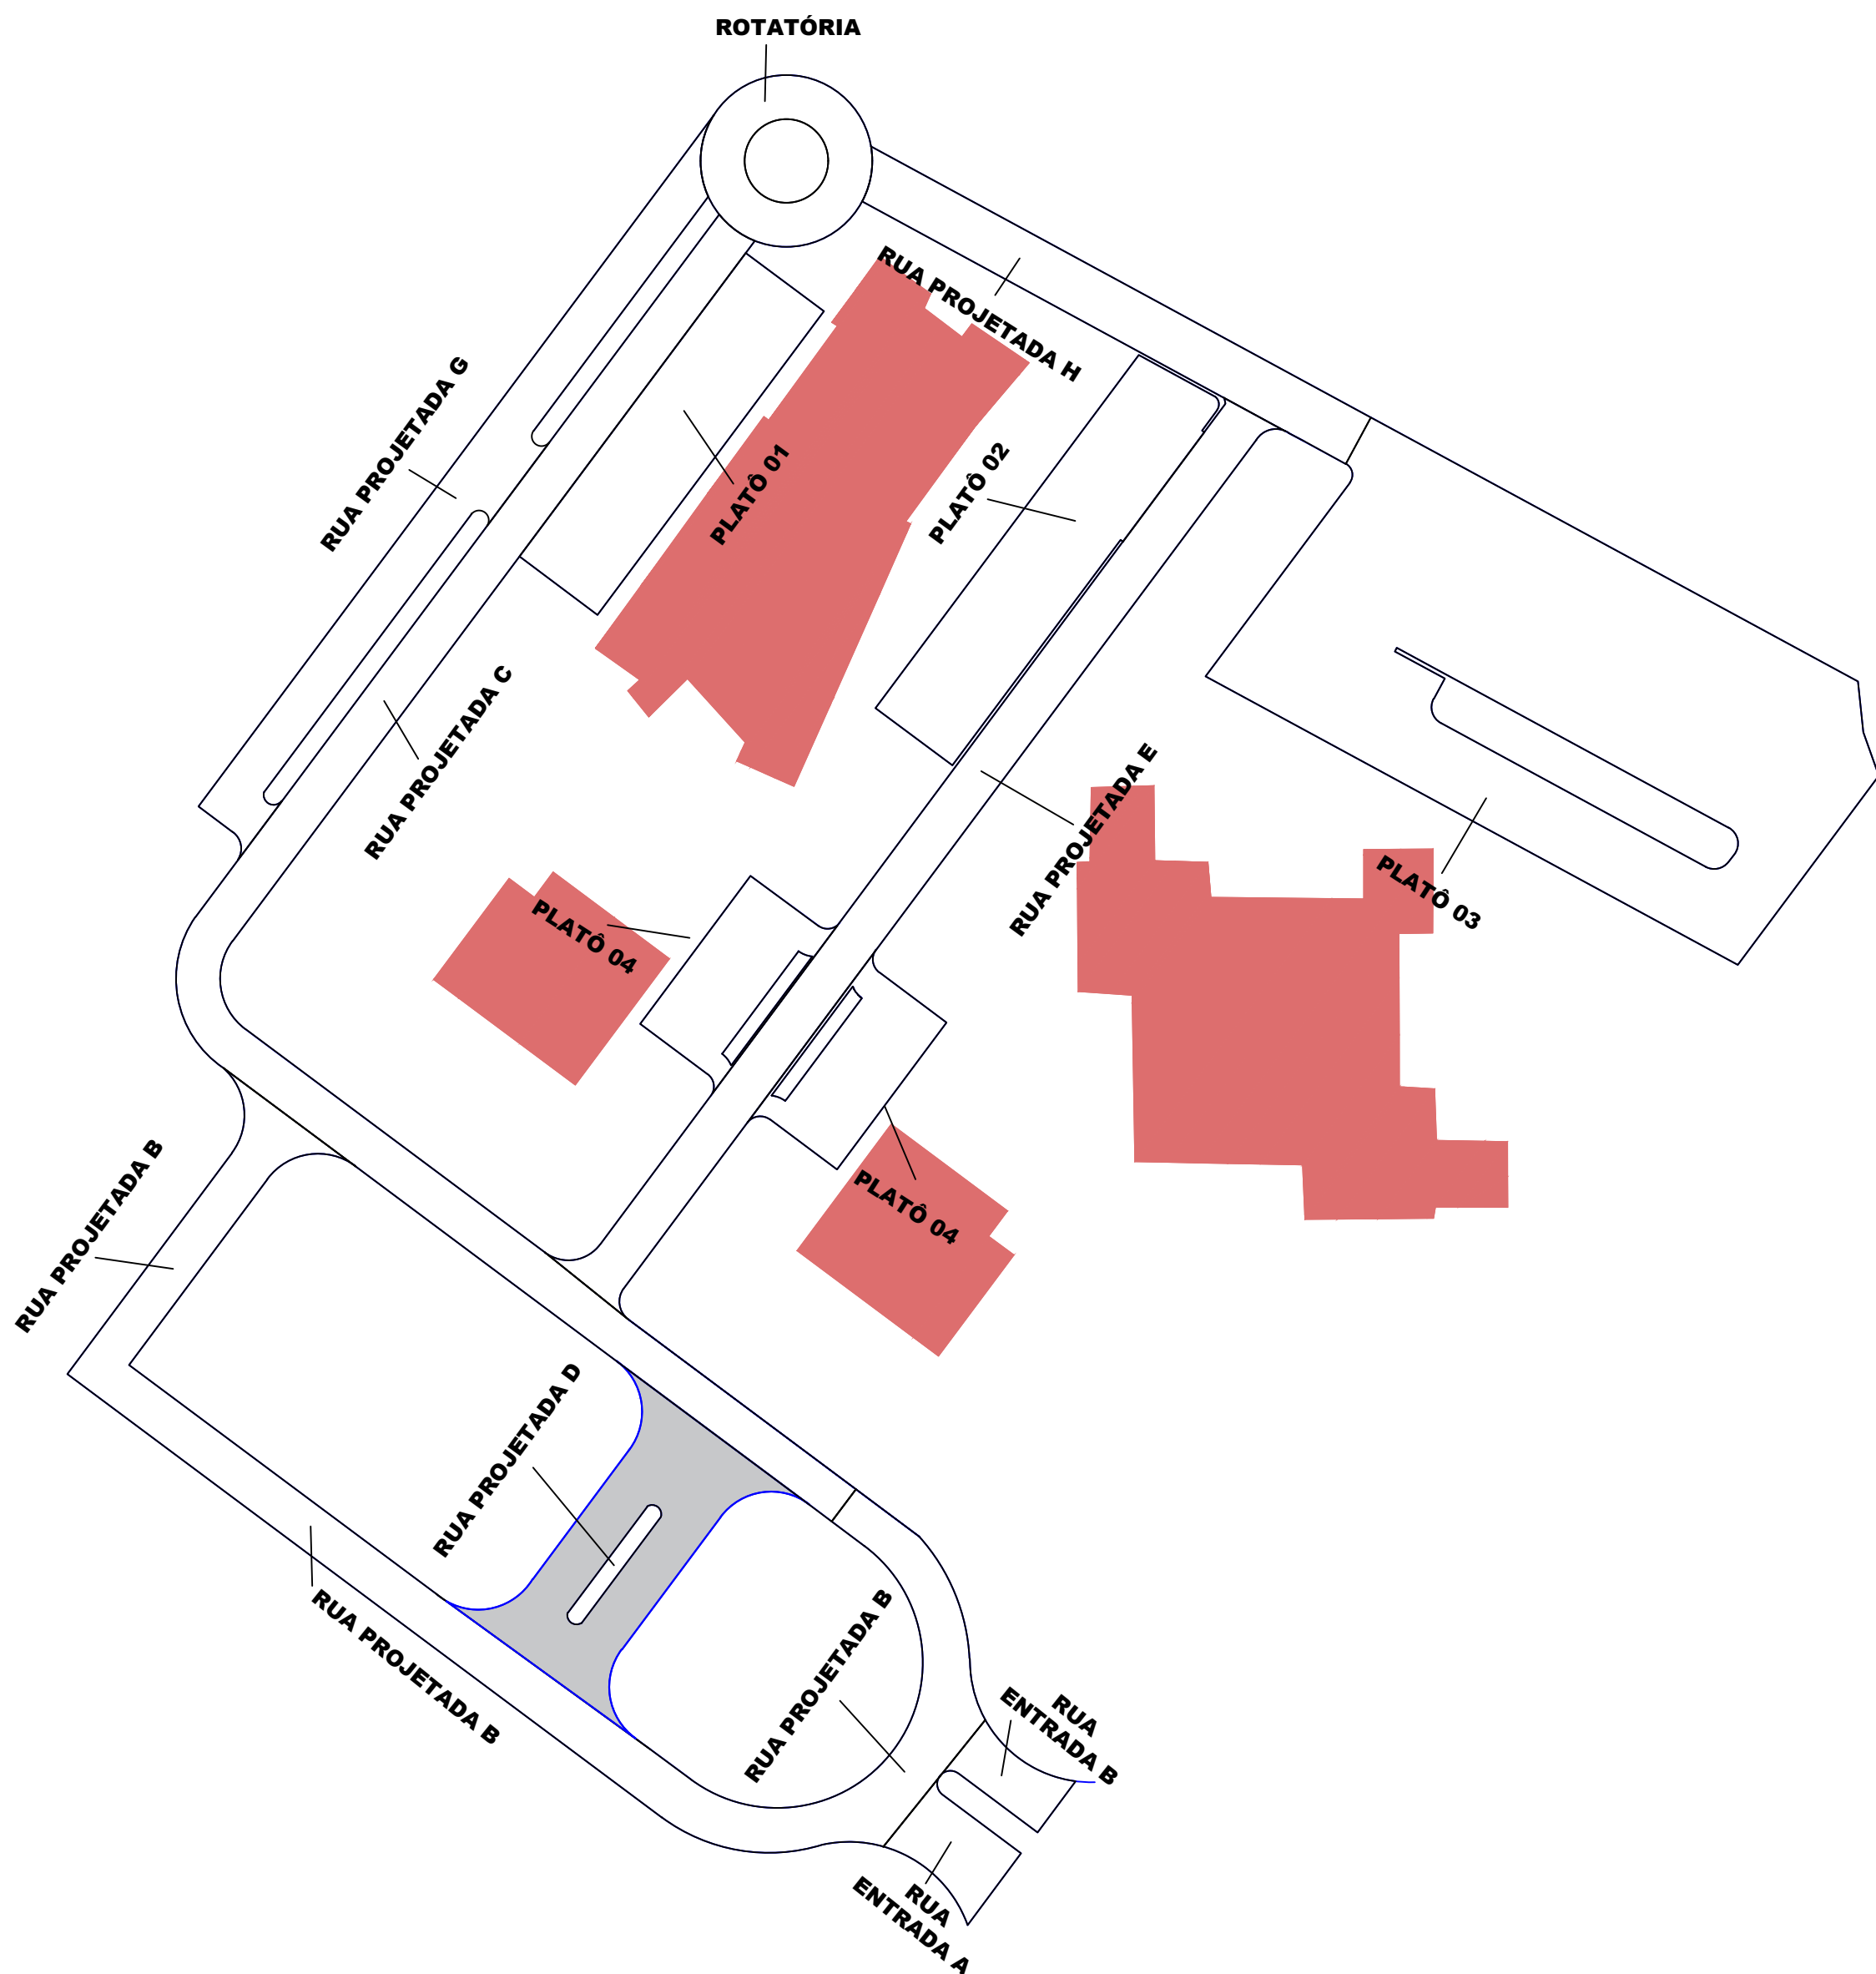 ROTATÓRIA
RUA PROJETADA H
RUA PROJETADA G
PLATÔ 01
PLATÔ 02
RUA PROJETADA C
RUA PROJETADA E
PLATÔ 03
PLATÔ 04
PLATÔ 04
RUA PROJETADA B
RUA PROJETADA D
RUA PROJETADA B
RUA PROJETADA B
RUA
ENTRADA B
RUA
ENTRADA A